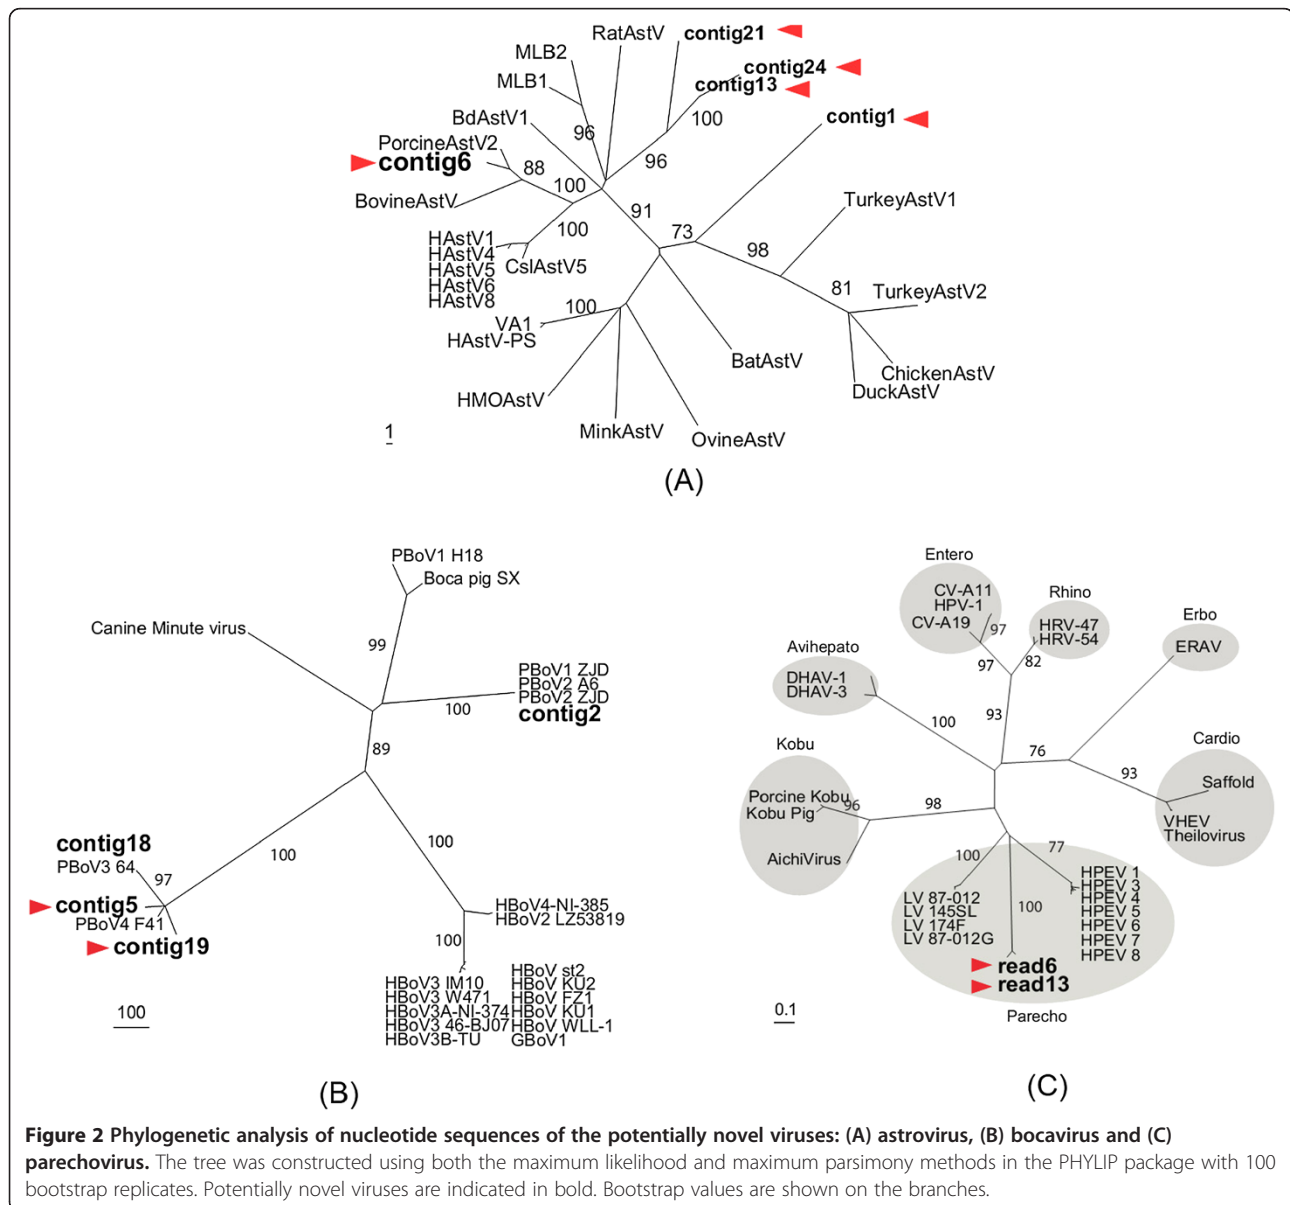 RatAstV
contig21
MLB2
contig24
MLB1
contig13
BdAstV1
100
contig1
96
PorcineAstV2
96
contig6
88
100
BovineAstV
91
TurkeyAstV1
100
73
HAstV1
98
HAstV4
CslAstV5
HAstV5
HAstV6
81
TurkeyAstV2
HAstV8
100
VA1
HAstV-PS
BatAstV
ChickenAstV
DuckAstV
HMOAstV
MinkAstV
OvineAstV
1
(A)
PBoV1 H18
Boca pig SX
Canine Minute virus
99
PBoV1 ZJD
PBoV2 A6
PBoV2 ZJD
100
contig2
89
contig18
100
PBoV3 64
100
97
contig5
PBoV4 F41
contig19
HBoV4-NI-385
HBoV2 LZ53819
100
HBoV3 IM10
HBoV3 W471
HBoV3A-NI-374
HBoV3 46-BJ07
HBoV3B-TU
HBoV st2
HBoV KU2
HBoV FZ1
HBoV KU1
HBoV WLL-1
GBoV1
100
(B)
Entero
CV-A11
HPV-1
CV-A19
97
97
Rhino
HRV-47
HRV-54
82
Erbo
ERAV
Avihepato
DHAV-1
DHAV-3
100
93
76
Kobu
Porcine Kobu
96
Kobu Pig
98
AichiVirus
Cardio
93
Saffold
VHEV
Theilovirus
100
77
LV 87-012
LV 145SL
LV 174F
LV 87-012G
100
HPEV 1
HPEV 3
HPEV 4
HPEV 5
HPEV 6
HPEV 7
HPEV 8
read6
read13
Parecho
0.1
(C)
Figure 2 Phylogenetic analysis of nucleotide sequences of the potentially novel viruses: (A) astrovirus, (B) bocavirus and (C)
parechovirus. The tree was constructed using both the maximum likelihood and maximum parsimony methods in the PHYLIP package with 100
bootstrap replicates. Potentially novel viruses are indicated in bold. Bootstrap values are shown on the branches.